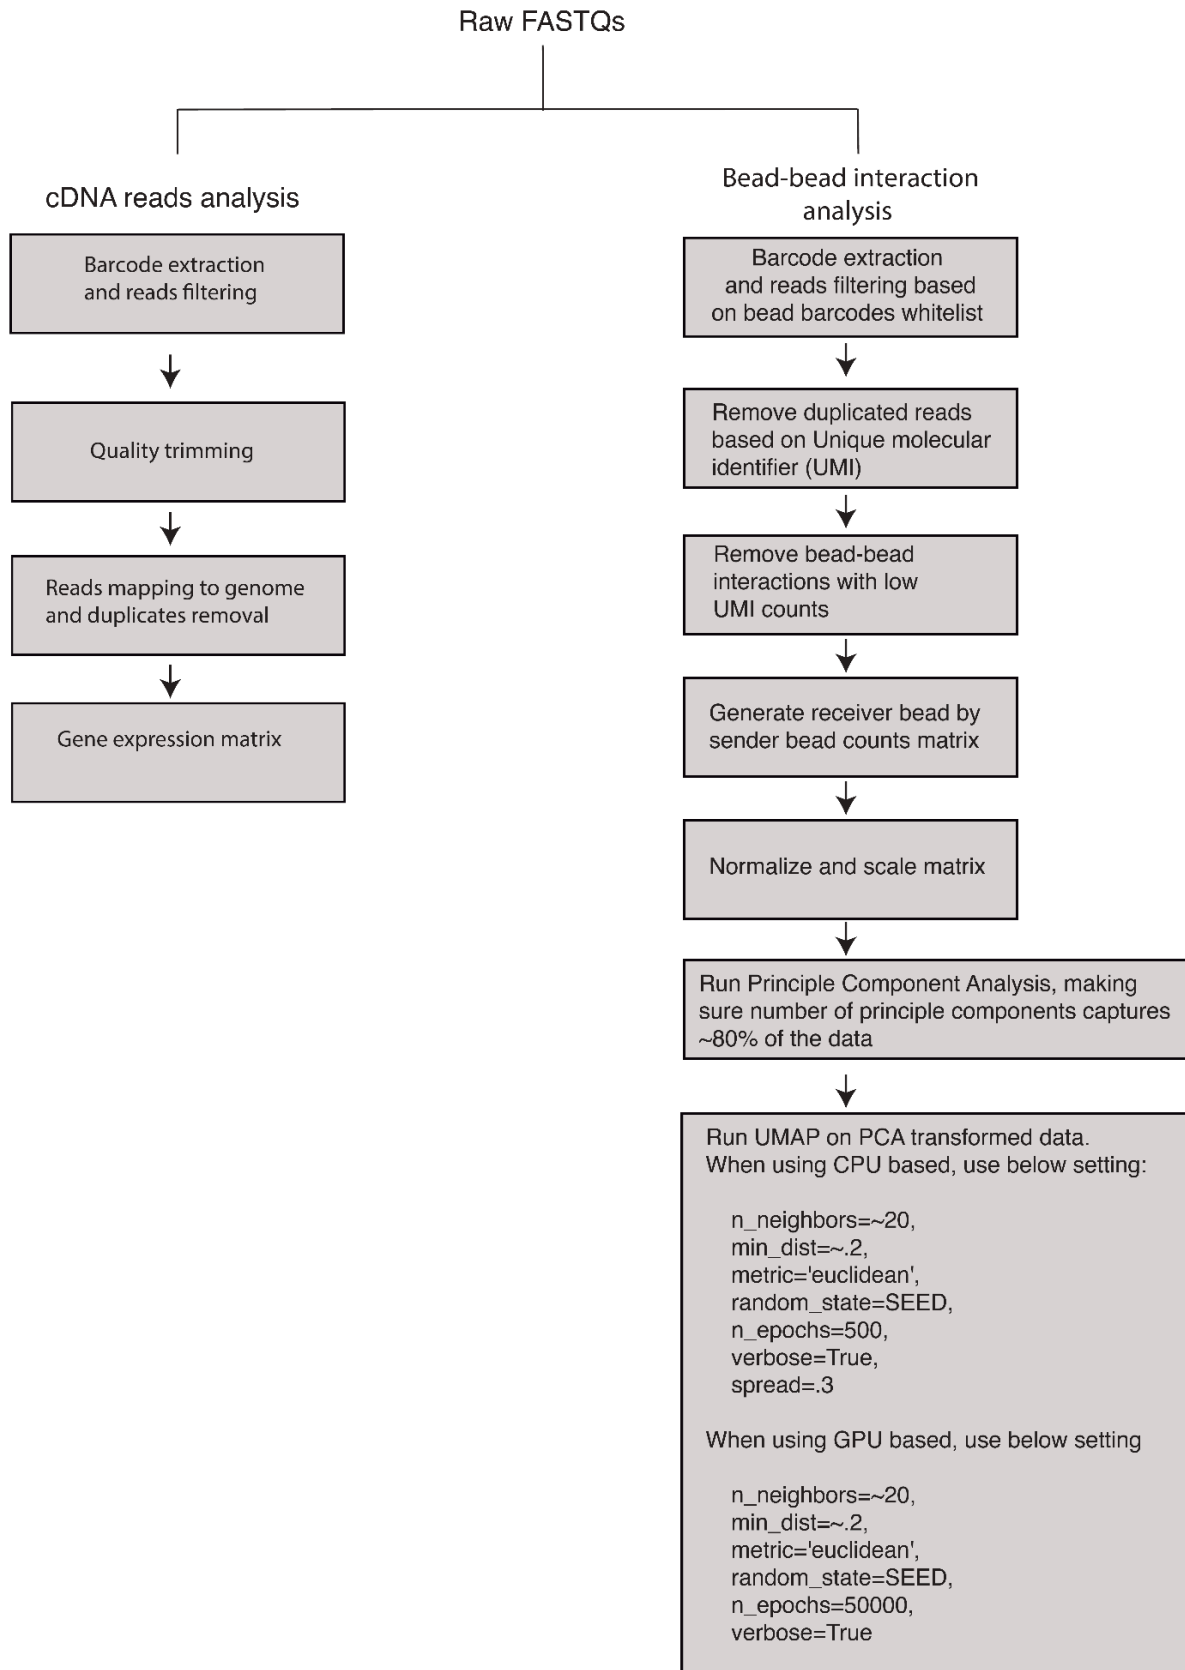 Raw FASTQs
cDNA reads analysis
Barcode extraction
and reads filtering
Quality trimming
Reads mapping to genome
and duplicates removal
Gene expression matrix
Bead-bead interaction
analysis
Barcode extraction
and reads filtering based
on bead barcodes whitelist
Remove duplicated reads
based on Unique molecular
identifier (UMI)
Remove bead-bead
interactions with low
UMI counts
Generate receiver bead by
sender bead counts matrix
Normalize and scale matrix
Run Principle Component Analysis, making
sure number of principle components captures
~80% of the data
Run UMAP on PCA transformed data.
When using CPU based, use below setting:
n_neighbors=~20,
min_dist=~.2,
metric='euclidean',
random_state=SEED,
n_epochs=500,
verbose=True,
spread=.3
When using GPU based, use below setting
n_neighbors=~20,
min_dist=~.2,
metric='euclidean',
random_state=SEED,
n_epochs=50000,
verbose=True